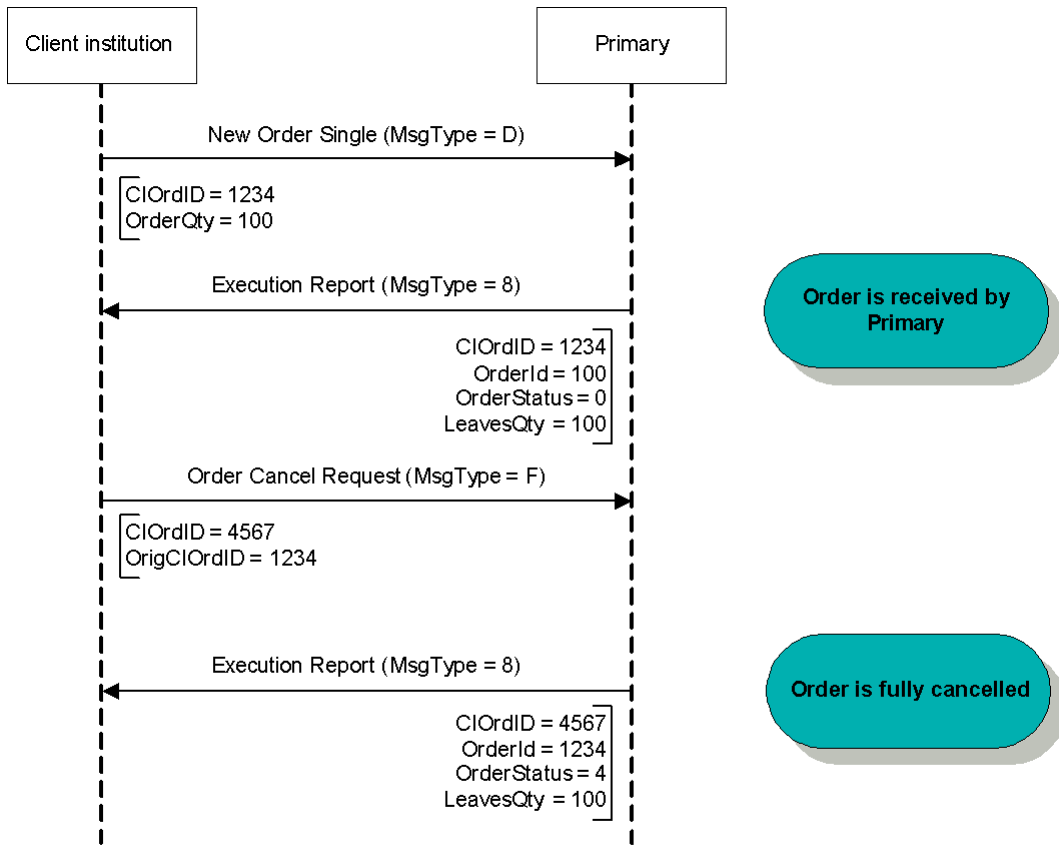 Client institution
Primary
New Order Single (MsgType = D)
ClOrdID = 1234
OrderQty = 100
Execution Report (MsgType = 8)
Order is received by
Primary
ClOrdID = 1234
OrderId = 100
OrderStatus = 0
LeavesQty = 100
Order Cancel Request (MsgType = F)
ClOrdID = 4567
OrigClOrdID = 1234
Execution Report (MsgType = 8)
Order is fully cancelled
ClOrdID = 4567
OrderId = 1234
OrderStatus = 4
LeavesQty = 100